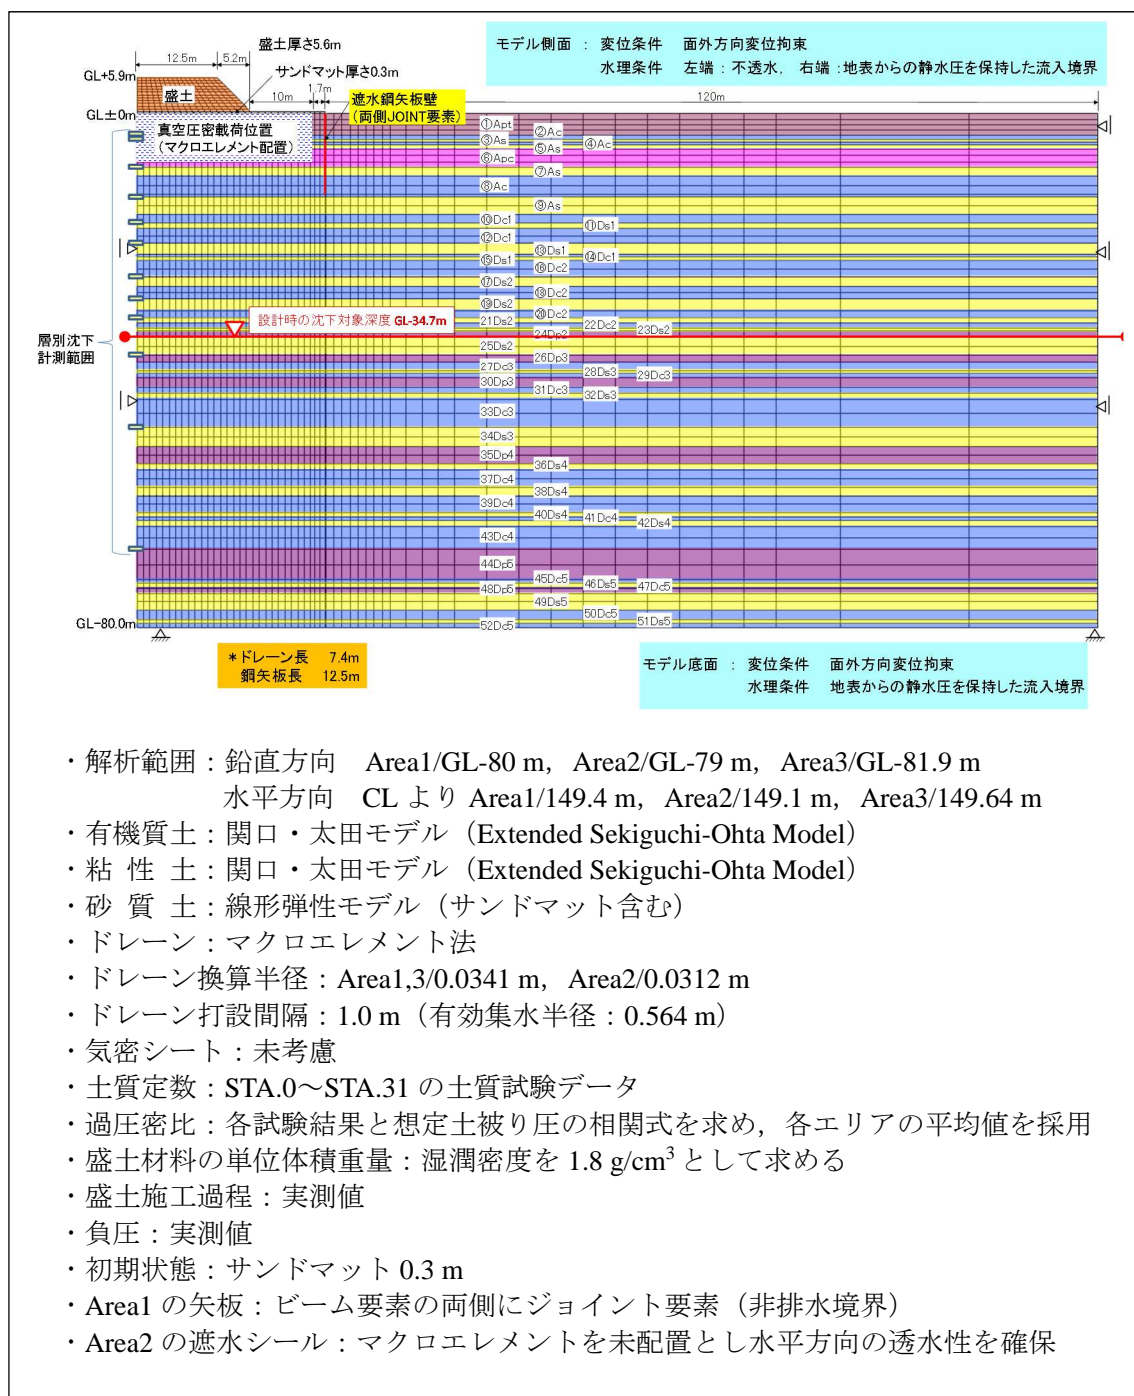 盛土厚さ5.6m
12.5m
5.2m
サンドマット厚さ0.3m
GL+5.9m
盛土
10m
1.7m
120m
GL±0m
遮水鋼矢板壁
(両側JOINT要素)
真空圧密載荷位置
(マクロエレメント配置)
モデル側面 : 変位条件 面外方向変位拘束
水理条件 左端:不透水, 右端:地表からの静水圧を保持した流入境界
①Apt
②Ac
③As
④Ac
⑤As
⑥Apc
⑦As
⑧Ac
⑨As
⑩Dc1
⑪Ds1
⑫Dc1
⑬Ds1
⑭Dc1
⑮Ds1
⑯Dc2
⑰Ds2
⑱Dc2
⑲Ds2
⑳Dc2
21Ds2
22Dc2
23Ds2
設計時の沈下対象深度 GL-34.7m
24Dp2
25Ds2
26Dp3
27Dc3
28Ds3
29Dc3
30Dp3
31Dc3
32Ds3
33Dc3
34Ds3
35Dp4
36Ds4
37Dc4
38Ds4
39Dc4
40Ds4
41Dc4
42Ds4
43Dc4
44Dp5
45Dc5
46Ds5
47Dc5
48Dp5
49Ds5
50Dc5
51Ds5
52Dc5
層別沈下
計測範囲
GL-80.0m
*ドレーン長 7.4m
鋼矢板長 12.5m
モデル底面 : 変位条件 面外方向変位拘束
水理条件 地表からの静水圧を保持した流入境界
・解析範囲:鉛直方向 Area1/GL-80 m, Area2/GL-79 m, Area3/GL-81.9 m
水平方向 CL より Area1/149.4 m, Area2/149.1 m, Area3/149.64 m
・有機質土:関口・太田モデル(Extended Sekiguchi-Ohta Model)
・粘 性 土:関口・太田モデル(Extended Sekiguchi-Ohta Model)
・砂 質 土:線形弾性モデル(サンドマット含む)
・ドレーン:マクロエレメント法
・ドレーン換算半径:Area1,3/0.0341 m, Area2/0.0312 m
・ドレーン打設間隔:1.0 m(有効集水半径:0.564 m)
・気密シート:未考慮
・土質定数:STA.0~STA.31 の土質試験データ
・過圧密比:各試験結果と想定土被り圧の相関式を求め,各エリアの平均値を採用
・盛土材料の単位体積重量:湿潤密度を 1.8 g/cm³ として求める
・盛土施工過程:実測値
・負圧:実測値
・初期状態:サンドマット 0.3 m
・Area1 の矢板:ビーム要素の両側にジョイント要素(非排水境界)
・Area2 の遮水シール:マクロエレメントを未配置とし水平方向の透水性を確保